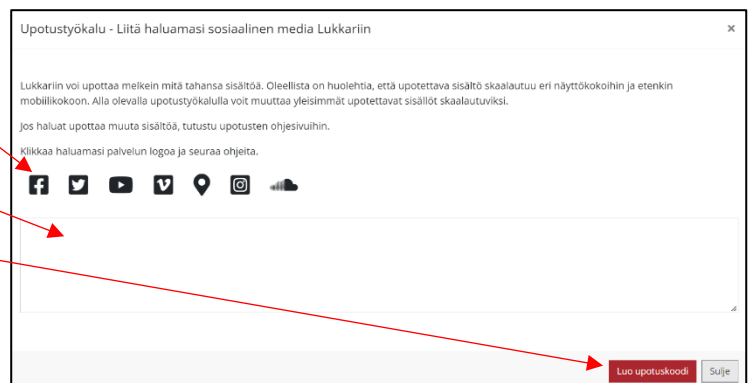 Upotustyökalu - Liitä haluamasi sosiaalinen media Lukkariin ×
Lukkariin voi upottaa melkein mitä tahansa sisältöä. Oleellista on huolehtia, että upotettava sisältö skaalautuu eri näyttökokoihin ja etenkin
mobiilikokoon. Alla olevalla upotustyökalulla voit muuttaa yleisimmät upotettavat sisällöt skaalautuviksi.
Jos haluat upottaa muuta sisältöä, tutustu upotusten ohjesivuihin.
Klikkaa haluamasi palvelun logoa ja seuraa ohjeita.
Luo upotuskoodi Sulje